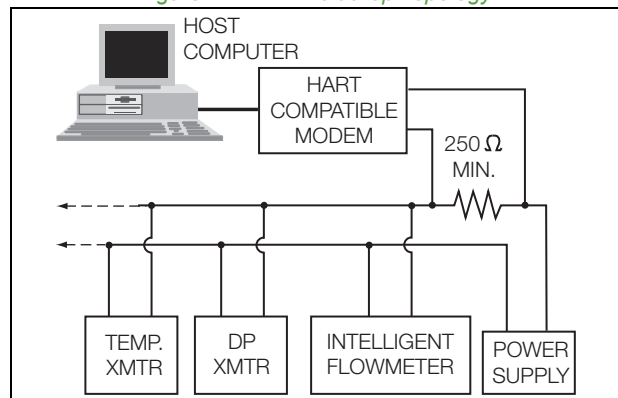 HOST
COMPUTER
HART
COMPATIBLE
MODEM
250 Ω
MIN.
TEMP.
XMTR
DP
XMTR
INTELLIGENT
FLOWMETER
POWER
SUPPLY